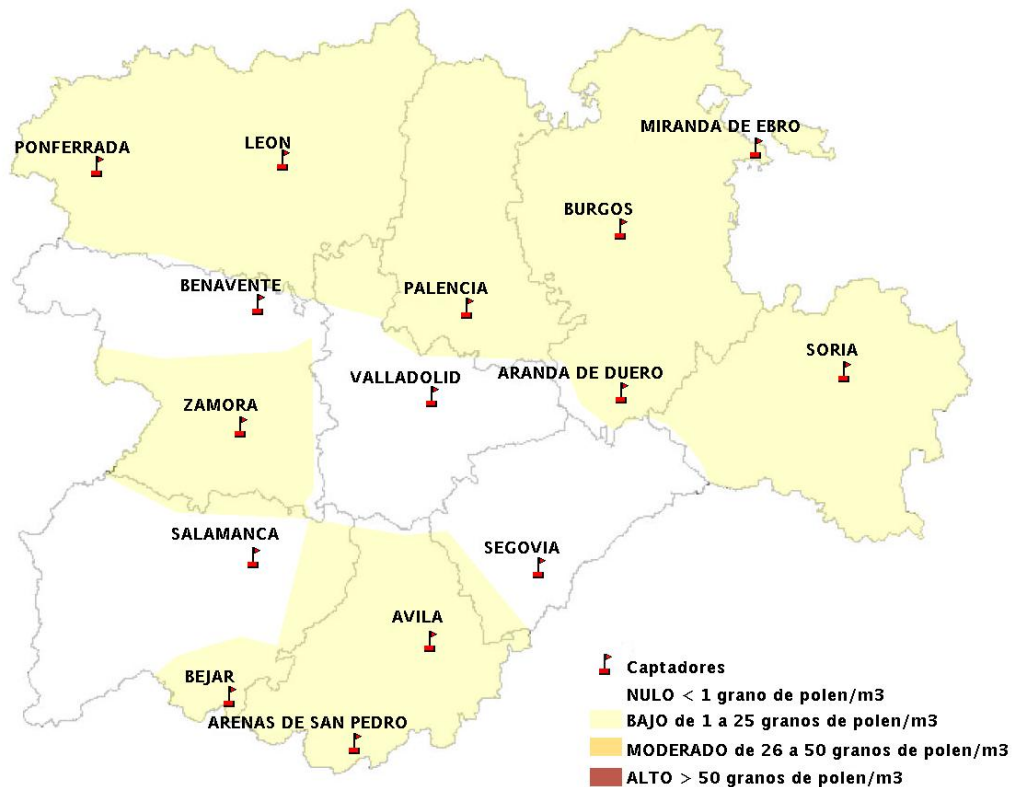 MIRANDA DE EBRO
PONFERRADA
LEON
BURGOS
BENAVENTE
PALENCIA
SORIA
VALLADOLID
ARANDA DE DUERO
ZAMORA
SALAMANCA
SEGOVIA
AVILA
BEJAR
ARENAS DE SAN PEDRO
Captadores
NULO < 1 grano de polen/m3
BAJO de 1 a 25 granos de polen/m3
MODERADO de 26 a 50 granos de polen/m3
ALTO > 50 granos de polen/m3